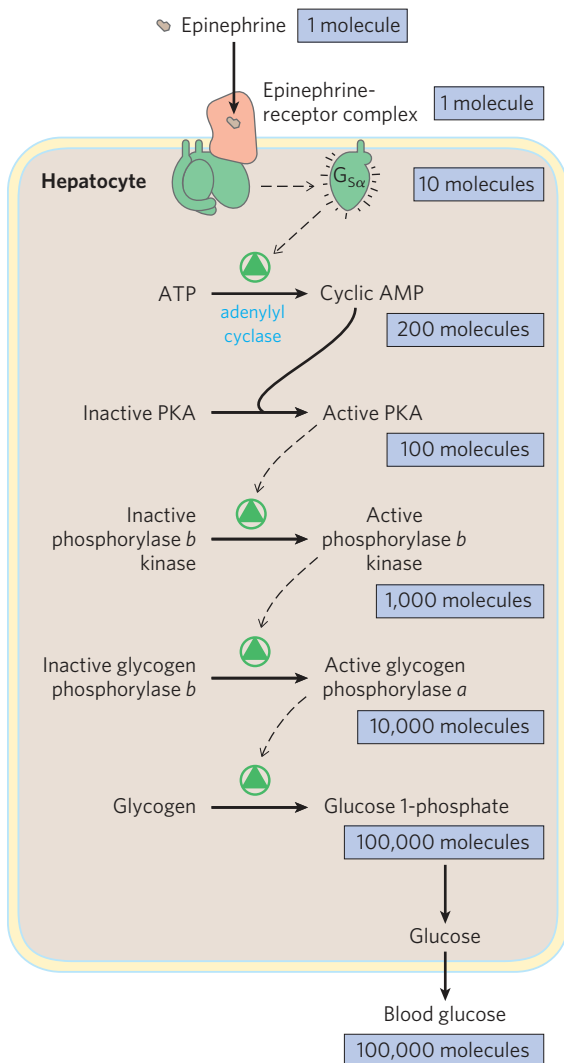 Epinephrine
1 molecule
Epinephrine-
receptor complex
1 molecule
Hepatocyte
GSα
10 molecules
ATP
Cyclic AMP
adenylyl
cyclase
200 molecules
Inactive PKA
Active PKA
100 molecules
Inactive
phosphorylase b
kinase
Active
phosphorylase b
kinase
1,000 molecules
Inactive glycogen
phosphorylase b
Active glycogen
phosphorylase a
10,000 molecules
Glycogen
Glucose 1-phosphate
100,000 molecules
Glucose
Blood glucose
100,000 molecules